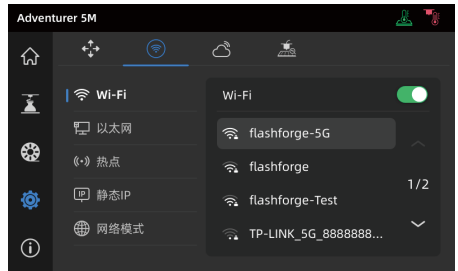 Adventurer 5M
Wi-Fi
以太网
热点
IP 静态IP
网络模式
Wi-Fi
flashforge-5G
flashforge
1/2
flashforge-Test
TP-LINK_5G_8888888...